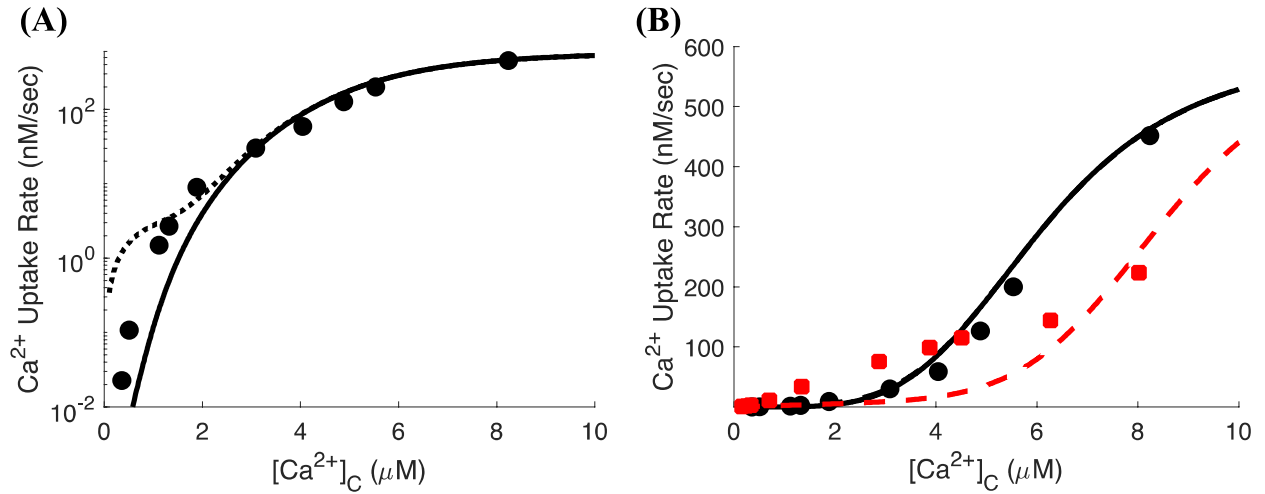 (A)
Ca2+ Uptake Rate (nM/sec)
10^2
10^0
10^-2
0 2 4 6 8 10
[Ca2+]C (μM)
(B)
Ca2+ Uptake Rate (nM/sec)
600
500
400
300
200
100
0 2 4 6 8 10
[Ca2+]C (μM)